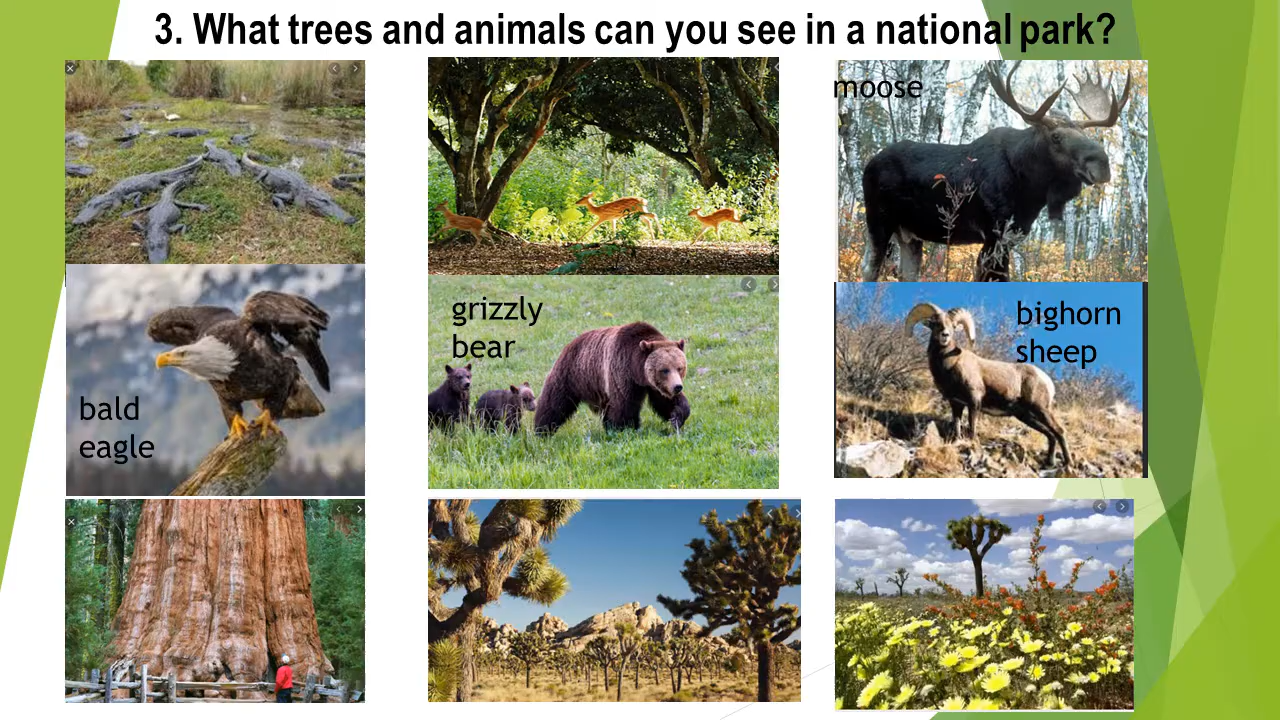 3. What trees and animals can you see in a national park?
moose
grizzly
bear
bighorn
sheep
bald
eagle